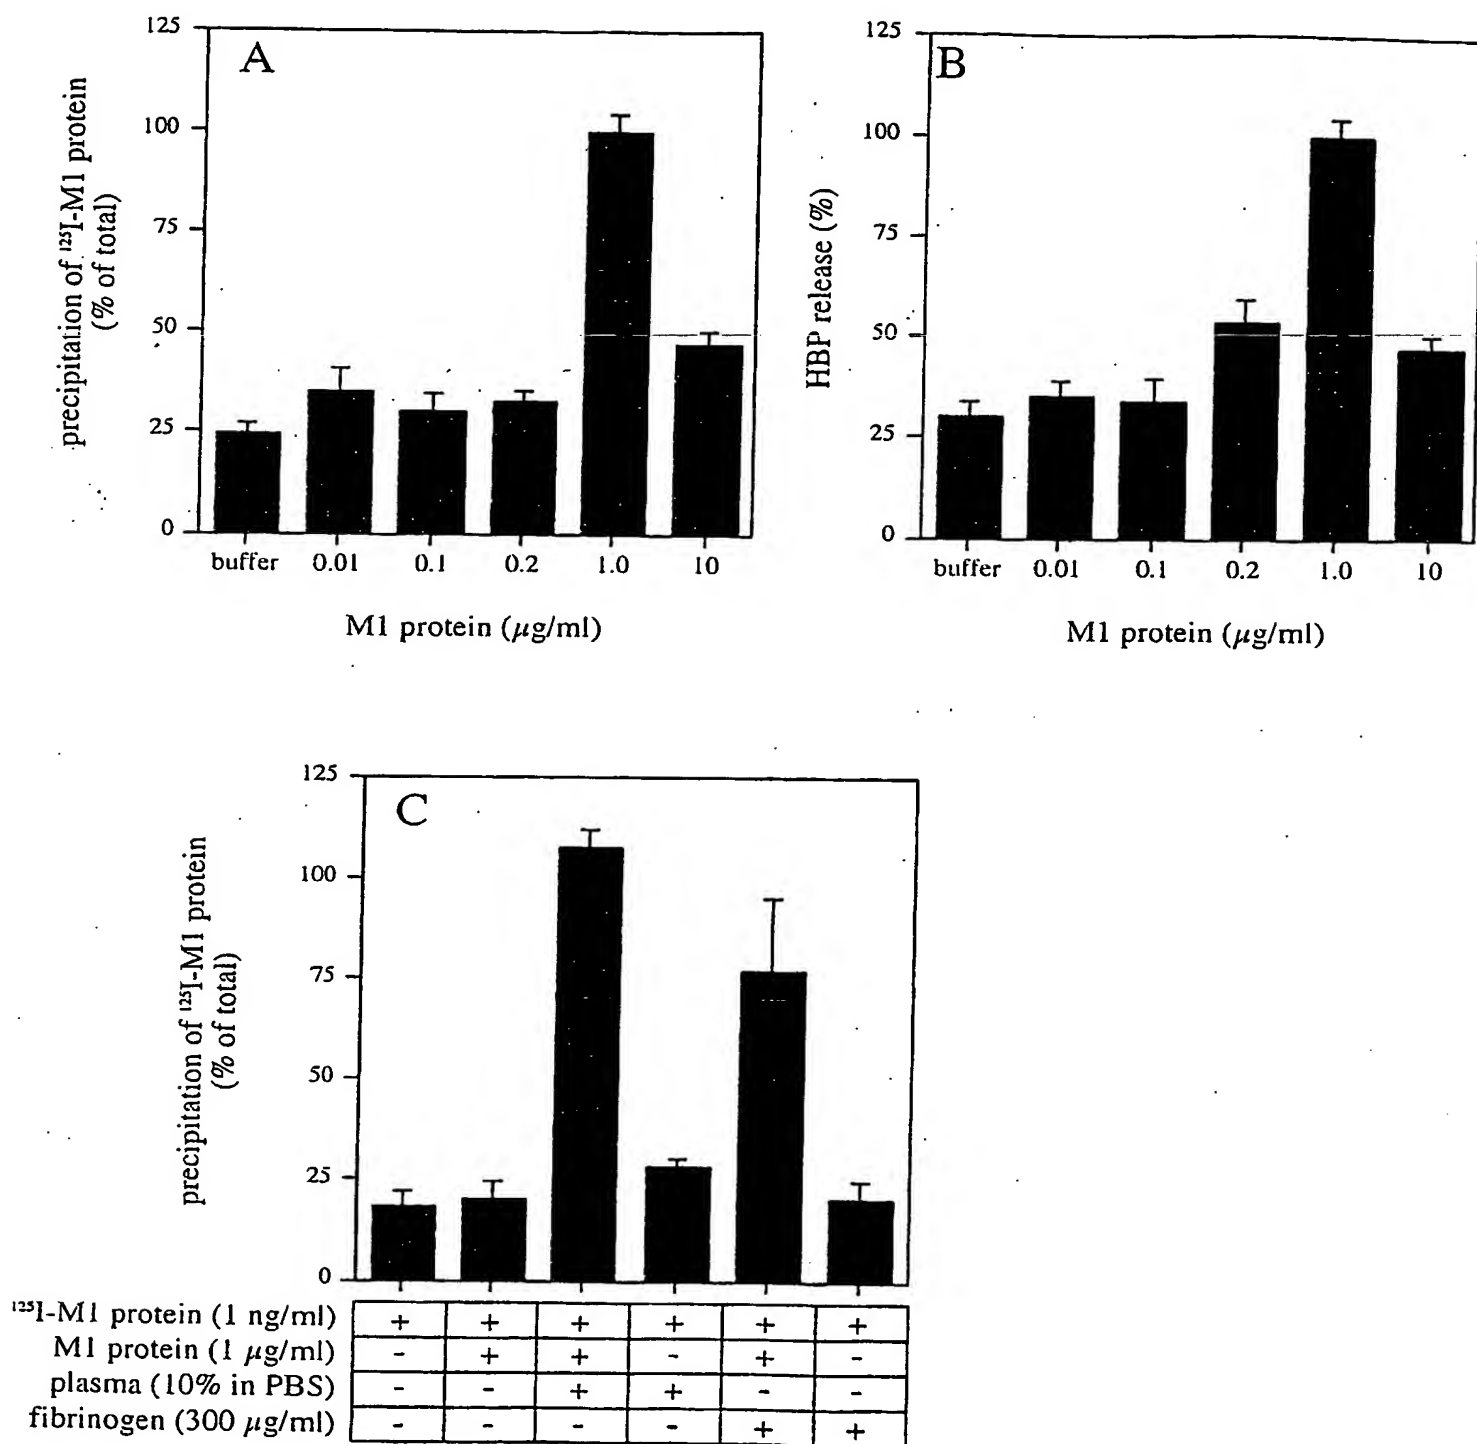 A
125
100
75
50
25
0
precipitation of ¹²⁵I-M1 protein
(% of total)
buffer 0.01 0.1 0.2 1.0 10
M1 protein (μg/ml)
B
125
100
75
50
25
0
HBP release (%)
buffer 0.01 0.1 0.2 1.0 10
M1 protein (μg/ml)
C
125
100
75
50
25
0
precipitation of ¹²⁵I-M1 protein
(% of total)
¹²⁵I-M1 protein (1 ng/ml) + + + + + +
M1 protein (1 μg/ml) - + + - + -
plasma (10% in PBS) - - + + - -
fibrinogen (300 μg/ml) - - - - + +